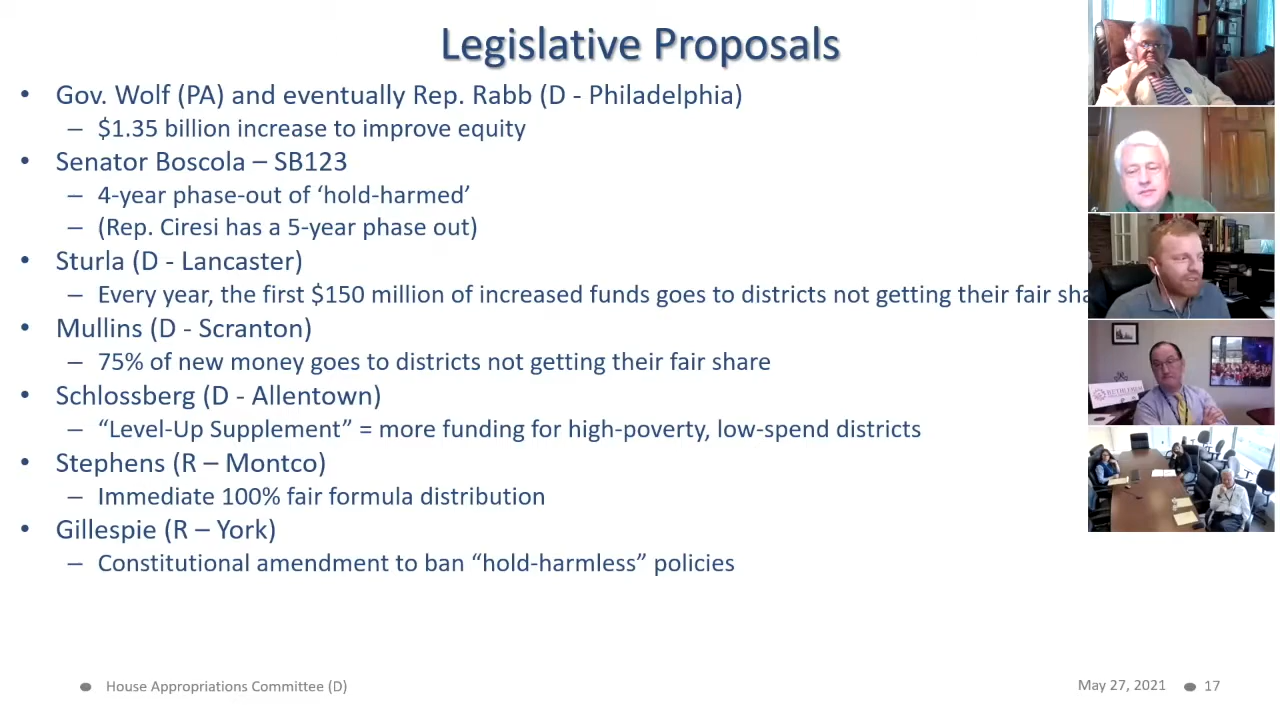 Legislative Proposals
• Gov. Wolf (PA) and eventually Rep. Rabb (D - Philadelphia)
– $1.35 billion increase to improve equity
• Senator Boscola – SB123
– 4-year phase-out of ‘hold-harmed’
– (Rep. Ciresi has a 5-year phase out)
• Sturla (D - Lancaster)
– Every year, the first $150 million of increased funds goes to districts not getting their fair sha
• Mullins (D - Scranton)
– 75% of new money goes to districts not getting their fair share
• Schlossberg (D - Allentown)
– “Level-Up Supplement” = more funding for high-poverty, low-spend districts
• Stephens (R – Montco)
– Immediate 100% fair formula distribution
• Gillespie (R – York)
– Constitutional amendment to ban “hold-harmless” policies
BETHLEHEM
● House Appropriations Committee (D)
May 27, 2021 ● 17